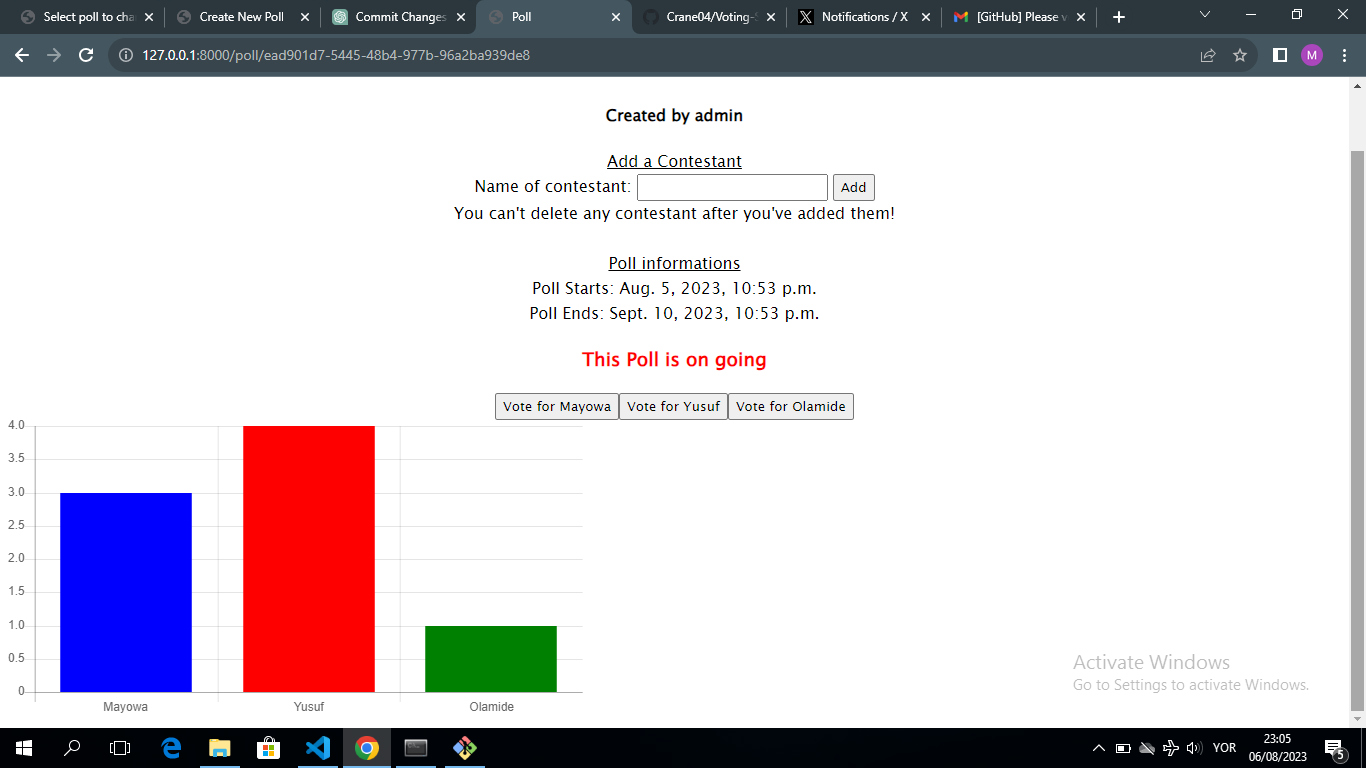 Select poll to cha
Create New Poll
Commit Changes
Poll
Crane04/Voting-S
Notifications / X
[GitHub] Please v
127.0.0.1:8000/poll/ead901d7-5445-48b4-977b-96a2ba939de8
M
Created by admin
Add a Contestant
Name of contestant:
Add
You can't delete any contestant after you've added them!
Poll informations
Poll Starts: Aug. 5, 2023, 10:53 p.m.
Poll Ends: Sept. 10, 2023, 10:53 p.m.
This Poll is on going
Vote for Mayowa
Vote for Yusuf
Vote for Olamide
4.0
3.5
3.0
2.5
2.0
1.5
1.0
0.5
0
Mayowa
Yusuf
Olamide
Activate Windows
Go to Settings to activate Windows.
YOR
23:05
06/08/2023
5